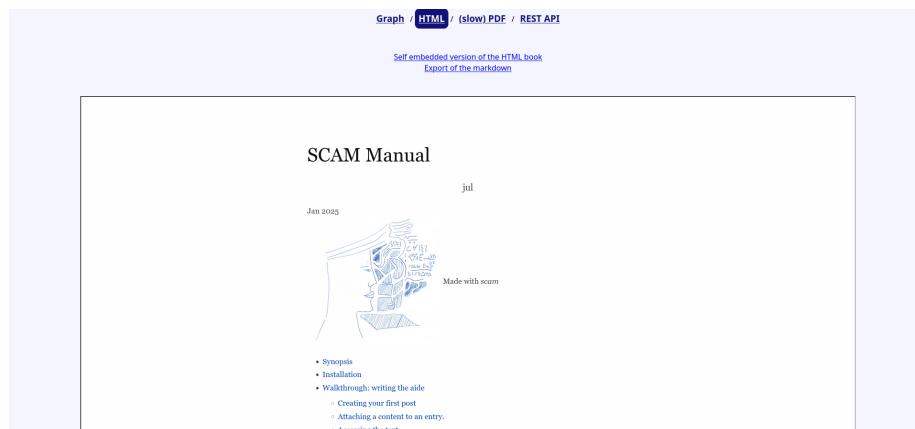 Graph / HTML / (slow) PDF / REST API
Self embedded version of the HTML book
Export of the markdown
SCAM Manual
jul
Jan 2025
Made with scam
• Synopsis
• Installation
• Walkthrough: writing the aide
◦ Creating your first post
◦ Attaching a content to an entry.